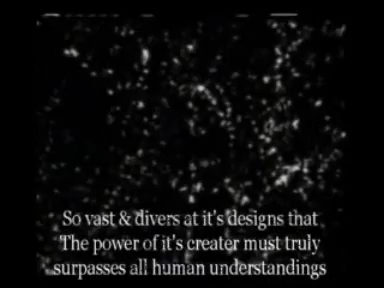 So vast & divers at it's designs that
The power of it's creater must truly
surpasses all human understandings